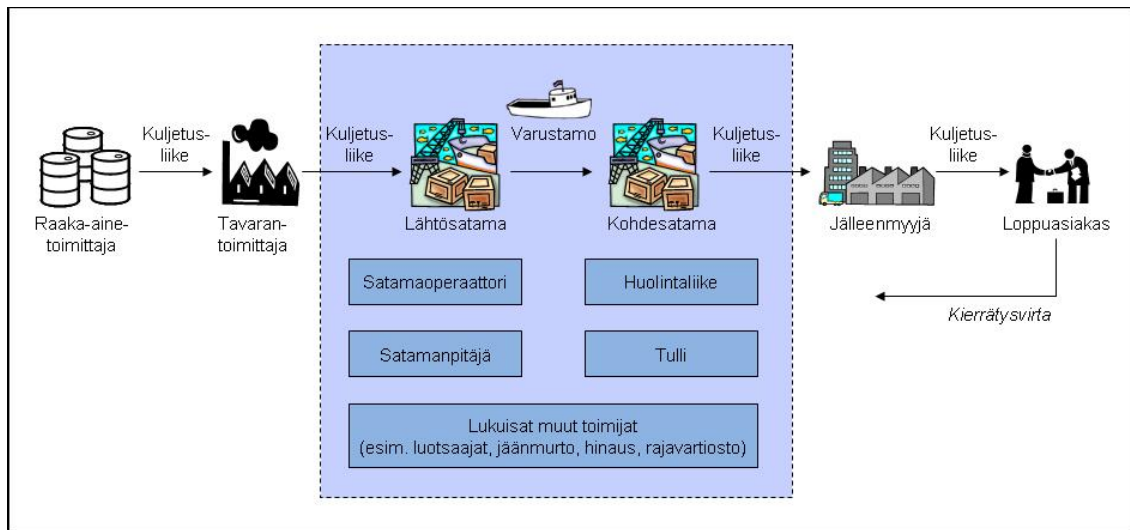 Kuljetus-
liike
Kuljetus-
liike
Varustamo
Kuljetus-
liike
Kuljetus-
liike
Raaka-aine-
toimittaja
Tavaran-
toimittaja
Lähtösatama
Kohdesatama
Jälleenmyyjä
Loppuasiakas
Satamaoperaattori
Huolintaliike
Kierrätysvirta
Satamanpitäjä
Tulli
Lukuisat muut toimijat
(esim. luotsaajat, jäänmurto, hinaus, rajavartiosto)